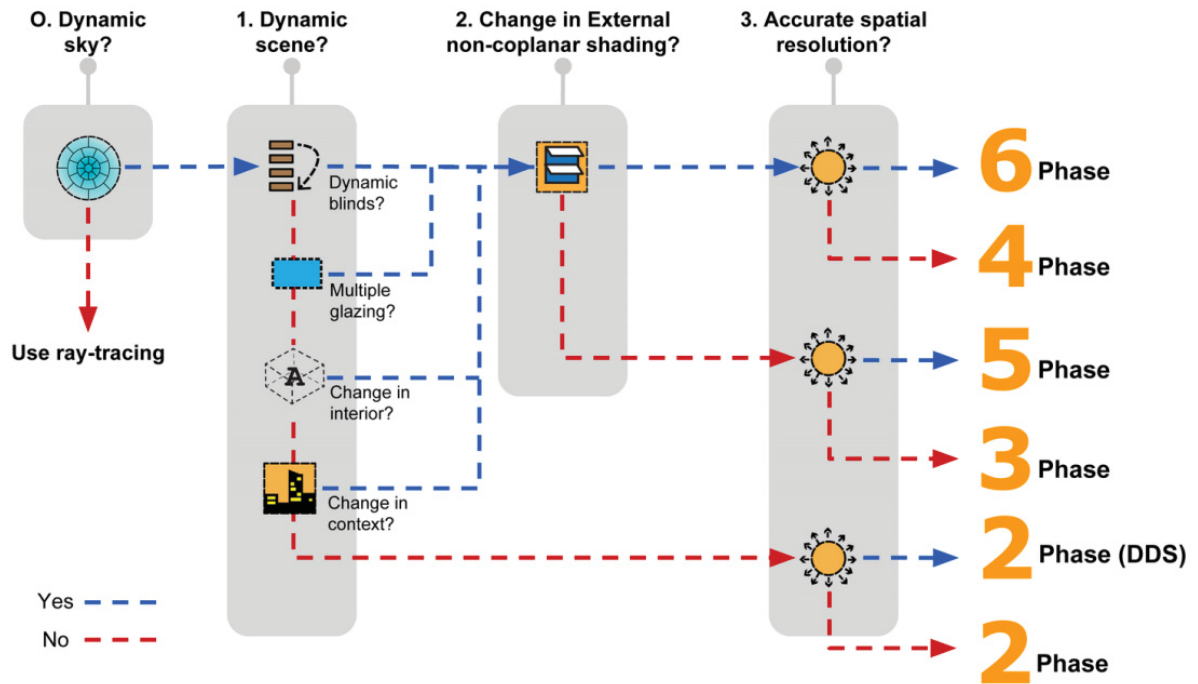 0. Dynamic
sky?
1. Dynamic
scene?
2. Change in External
non-coplanar shading?
3. Accurate spatial
resolution?
Dynamic
blinds?
6 Phase
Multiple
glazing?
4 Phase
Use ray-tracing
A
Change in
interior?
5 Phase
3 Phase
Change in
context?
2 Phase (DDS)
Yes
No
2 Phase